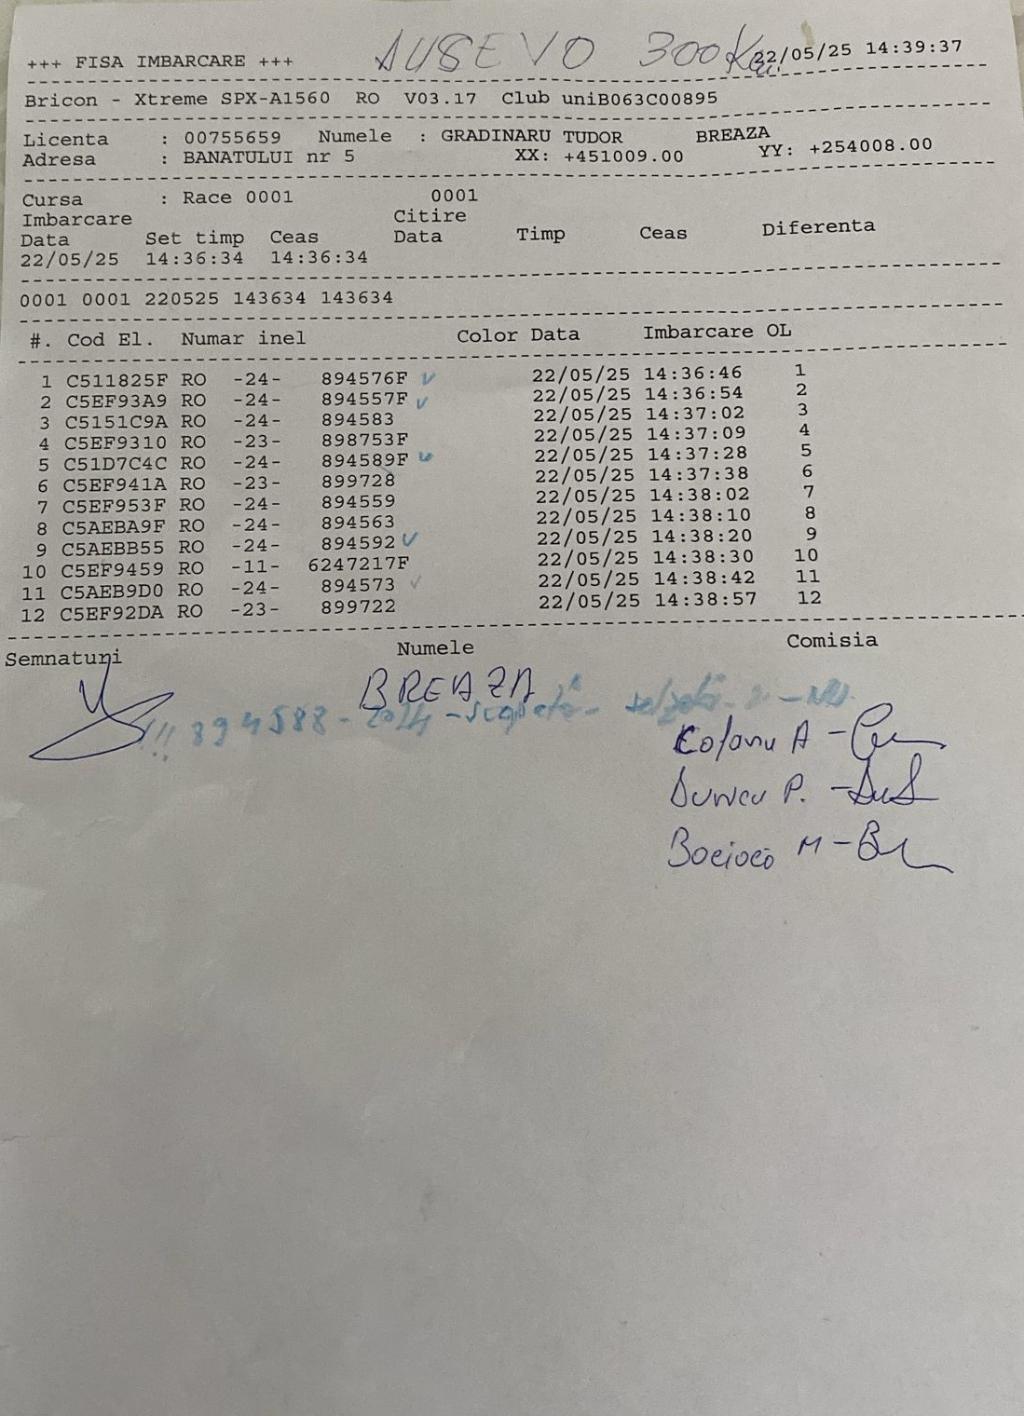 +++ FISA IMBARCARE +++ AUSEVO 300Km 22/05/25 14:39:37
Bricon - Xtreme SPX-A1560 RO V03.17 Club uniB063C00895
Licenta : 00755659 Numele : GRADINARU TUDOR BREAZA
Adresa : BANATULUI nr 5 XX: +451009.00 YY: +254008.00
Cursa : Race 0001 0001
Imbarcare Citire
Data Set timp Ceas Data Timp Ceas Diferenta
22/05/25 14:36:34 14:36:34
0001 0001 220525 143634 143634
#. Cod El. Numar inel Color Data Imbarcare OL
1 C511825F RO -24- 894576F ✓ 22/05/25 14:36:46 1
2 C5EF93A9 RO -24- 894557F ✓ 22/05/25 14:36:54 2
3 C5151C9A RO -24- 894583 22/05/25 14:37:02 3
4 C5EF9310 RO -23- 898753F 22/05/25 14:37:09 4
5 C51D7C4C RO -24- 894589F ✓ 22/05/25 14:37:28 5
6 C5EF941A RO -23- 899728 22/05/25 14:37:38 6
7 C5EF953F RO -24- 894559 22/05/25 14:38:02 7
8 C5AEBA9F RO -24- 894563 22/05/25 14:38:10 8
9 C5AEBB55 RO -24- 894592 ✓ 22/05/25 14:38:20 9
10 C5EF9459 RO -11- 6247217F 22/05/25 14:38:30 10
11 C5AEB9D0 RO -24- 894573 ✓ 22/05/25 14:38:42 11
12 C5EF92DA RO -23- 899722 22/05/25 14:38:57 12
Semnaturi Numele Comisia
BREAZA
!!! 894588 -